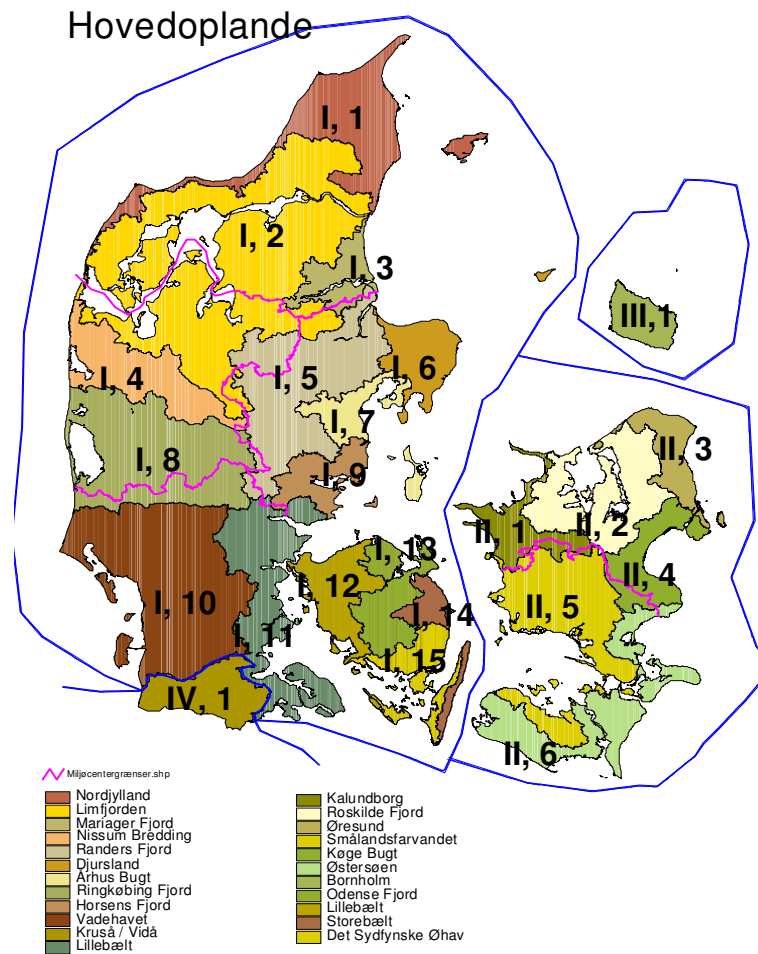 Hovedoplande
I, 1
I, 2
I, 3
III,1
I, 4
I, 5
I, 6
I, 7
II, 3
I, 8
I, 9
II, 1
II, 2
I, 13
II, 4
I, 12
I, 10
II, 5
I, 14
I, 11
I, 15
IV, 1
II, 6
Miljøcentergrænser.shp
Nordjylland
Limfjorden
Mariager Fjord
Nissum Bredding
Randers Fjord
Djursland
Århus Bugt
Ringkøbing Fjord
Horsens Fjord
Vadehavet
Kruså / Vidå
Lillebælt
Kalundborg
Roskilde Fjord
Øresund
Smålandsfarvandet
Køge Bugt
Østersøen
Bornholm
Odense Fjord
Lillebælt
Storebælt
Det Sydfynske Øhav